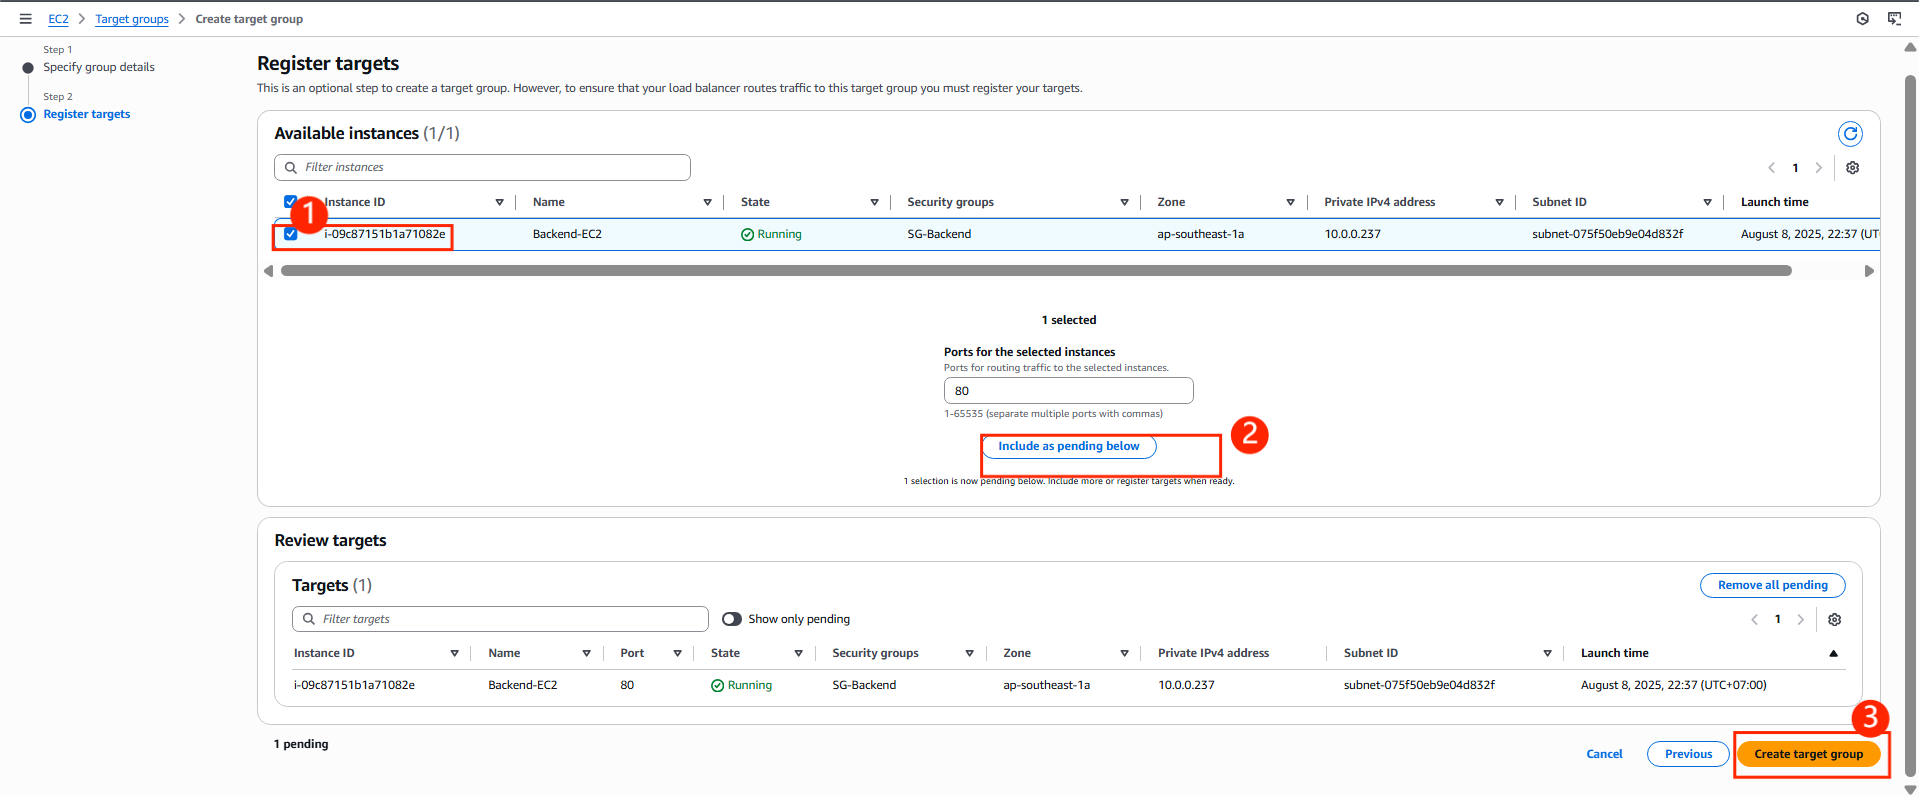 EC2 > Target groups > Create target group
Step 1
Specify group details
Step 2
Register targets
Register targets
This is an optional step to create a target group. However, to ensure that your load balancer routes traffic to this target group you must register your targets.
Available instances (1/1)
Filter instances
1
Instance ID Name State Security groups Zone Private IPv4 address Subnet ID Launch time
1
i-09c87151b1a71082e Backend-EC2 Running SG-Backend ap-southeast-1a 10.0.0.237 subnet-075f50eb9e04d832f August 8, 2025, 22:37 (UT
1 selected
Ports for the selected instances
Ports for routing traffic to the selected instances.
80
1-65535 (separate multiple ports with commas)
Include as pending below
2
1 selection is now pending below. Include more or register targets when ready.
Review targets
Targets (1)
Remove all pending
Filter targets
Show only pending
1
Instance ID Name Port State Security groups Zone Private IPv4 address Subnet ID Launch time
i-09c87151b1a71082e Backend-EC2 80 Running SG-Backend ap-southeast-1a 10.0.0.237 subnet-075f50eb9e04d832f August 8, 2025, 22:37 (UTC+07:00)
3
1 pending
Cancel Previous Create target group